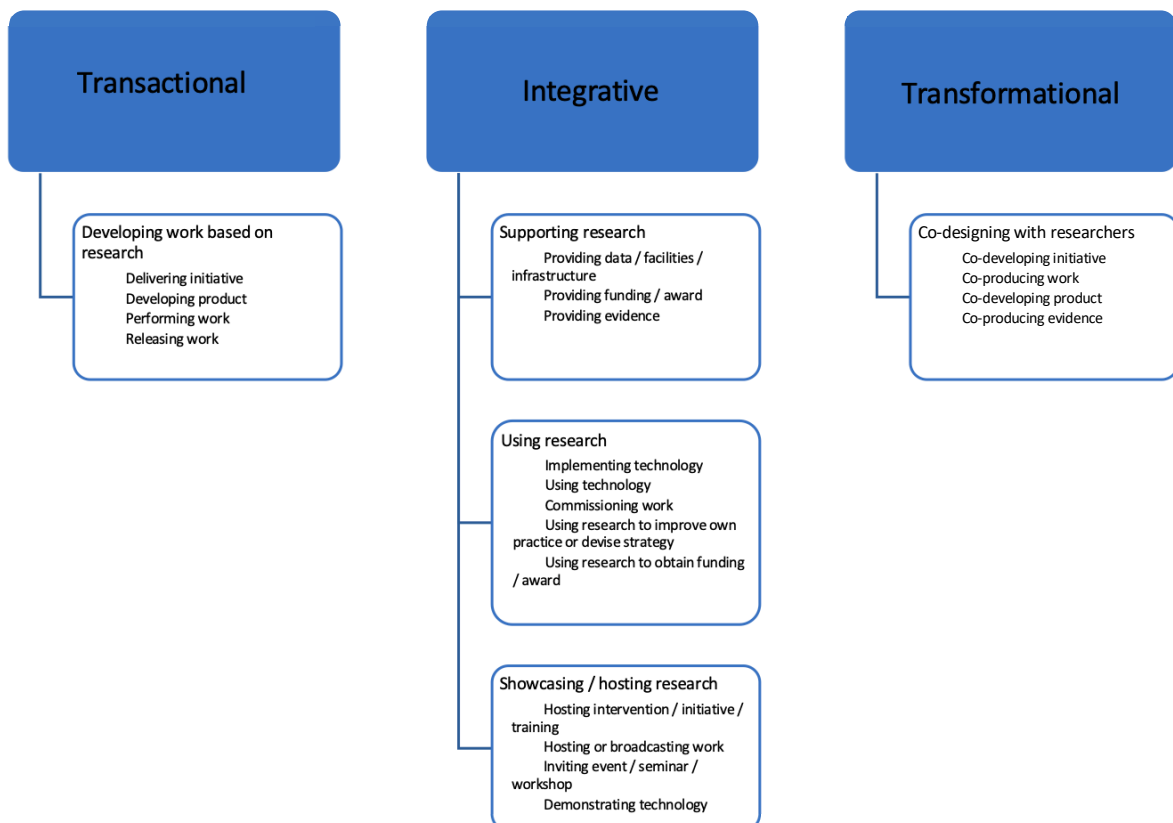 Transactional
Developing work based on
research
Delivering initiative
Developing product
Performing work
Releasing work
Integrative
Supporting research
Providing data / facilities /
infrastructure
Providing funding / award
Providing evidence
Using research
Implementing technology
Using technology
Commissioning work
Using research to improve own
practice or devise strategy
Using research to obtain funding
/ award
Showcasing / hosting research
Hosting intervention / initiative /
training
Hosting or broadcasting work
Inviting event / seminar /
workshop
Demonstrating technology
Transformational
Co-designing with researchers
Co-developing initiative
Co-producing work
Co-developing product
Co-producing evidence